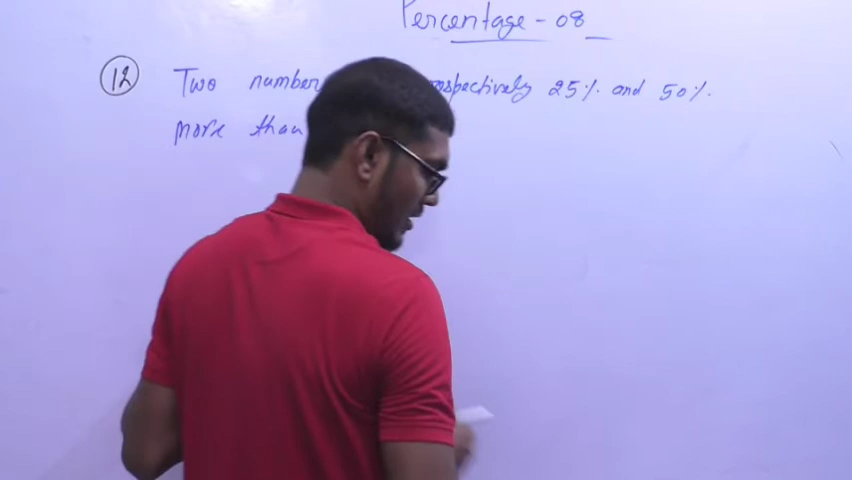 Percentage - 08
12 Two number respectively 25% and 50%.
more than